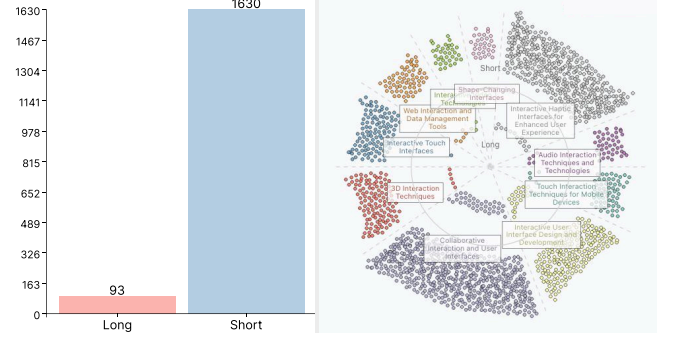 1630
1467
1304
1141
978
815
652
489
326
163
0
93
1630
Long
Short
Short
Long
Shape-Changing
Interfaces
Technologies
Web Interaction and
Data Management
Tools
Interactive Haptic
Interfaces for
Enhanced User
Experience
Interactive Touch
Interfaces
Audio Interaction
Techniques and
Technologies
3D Interaction
Techniques
Touch Interaction
Techniques for Mobile
Devices
Interactive User
Interface Design and
Development
Collaborative
Interaction and User
Interfaces